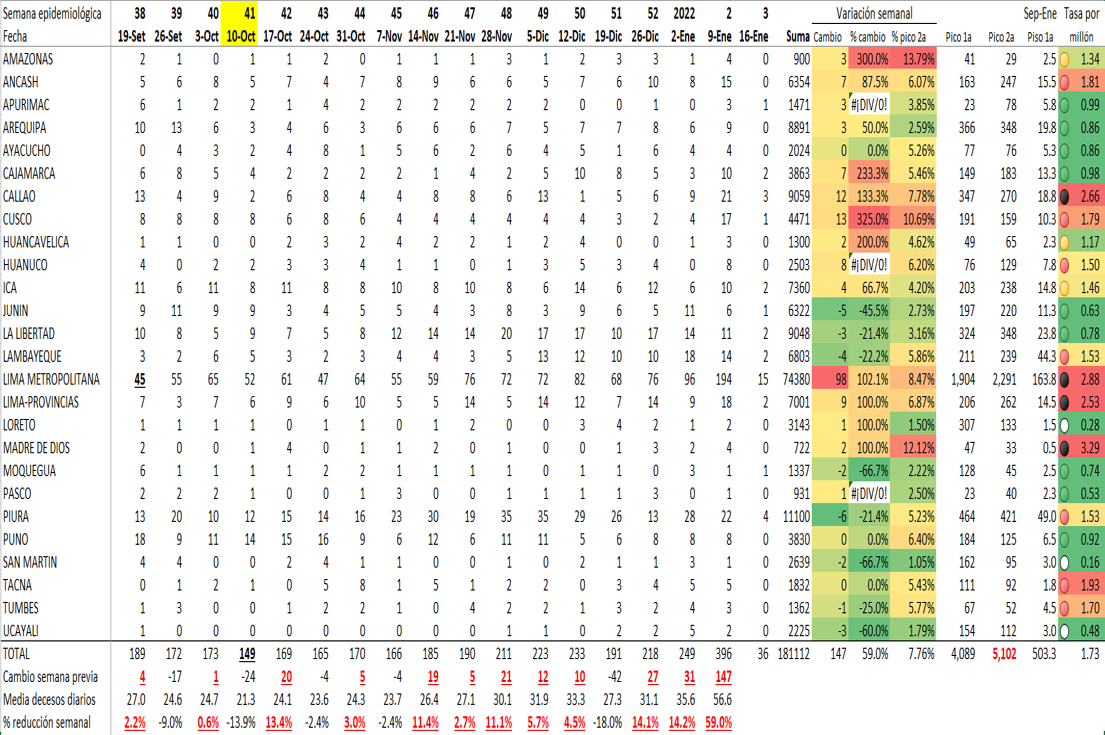 Semana epidemiológica 38 39 40 41 42 43 44 45 46 47 48 49 50 51 52 2022 2 3 Variación semanal Sep-Ene Tasa por
Fecha 19-Set 26-Set 3-Oct 10-Oct 17-Oct 24-Oct 31-Oct 7-Nov 14-Nov 21-Nov 28-Nov 5-Dic 12-Dic 19-Dic 26-Dic 2-Ene 9-Ene 16-Ene Suma Cambio % cambio % pico 2a Pico 1a Pico 2a Piso 1a millón
AMAZONAS 3 1 0 1 1 2 0 1 1 1 3 1 2 3 3 1 4 0 900 3 300.0% 13.79% 41 29 2.5 1.34
ANCASH 5 6 8 5 7 4 7 8 9 6 6 5 7 6 10 8 15 0 6354 7 87.5% 6.07% 163 247 15.5 1.81
APURIMAC 6 1 2 2 1 4 2 2 2 2 2 2 0 0 1 0 3 1 1471 3 #¡DIV/0! 3.85% 23 78 5.8 0.99
AREQUIPA 10 13 6 3 4 6 3 6 6 6 7 5 7 7 8 6 9 0 8891 3 50.0% 2.59% 366 348 19.8 0.86
AYACUCHO 0 4 3 2 4 8 1 5 6 2 6 4 5 1 6 4 4 0 2024 0 0.0% 5.26% 77 76 5.3 0.86
CAJAMARCA 6 8 5 4 2 2 2 2 1 4 2 5 10 8 5 3 10 2 3863 7 233.3% 5.46% 149 183 13.3 0.98
CALLAO 13 4 9 2 6 8 4 4 8 8 6 13 1 5 6 9 21 3 9059 12 133.3% 7.78% 347 270 18.8 2.66
CUSCO 8 8 8 8 6 8 6 4 4 4 4 4 4 3 2 4 17 1 4471 13 325.0% 10.69% 191 159 10.3 1.79
HUANCAVELICA 1 1 0 0 2 3 2 4 2 2 1 2 4 0 0 1 3 0 1300 2 200.0% 4.62% 49 65 2.3 1.17
HUANUCO 4 0 2 2 3 3 4 1 1 0 1 3 5 3 4 0 8 0 2503 8 #¡DIV/0! 6.20% 76 129 7.8 1.50
ICA 11 6 11 8 11 8 8 10 8 10 8 6 14 6 12 6 10 2 7360 4 66.7% 4.20% 203 238 14.8 1.46
JUNIN 9 11 9 9 3 4 5 5 4 3 8 3 9 6 5 11 6 1 6322 -5 -45.5% 2.73% 197 220 11.3 0.63
LA LIBERTAD 10 8 5 9 7 5 8 12 14 14 20 17 17 10 17 14 11 2 9048 -3 -21.4% 3.16% 324 348 23.8 0.78
LAMBAYEQUE 3 2 6 5 3 2 3 4 4 3 5 13 12 10 10 18 14 2 6803 -4 -22.2% 5.86% 211 239 44.3 1.53
LIMA METROPOLITANA 45 55 65 52 61 47 64 55 59 76 72 72 82 68 76 96 194 15 74380 98 102.1% 8.47% 1,904 2,291 163.8 2.88
LIMA-PROVINCIAS 7 3 7 6 9 6 10 5 5 14 5 14 12 7 14 9 18 2 7001 9 100.0% 6.87% 206 262 14.5 2.53
LORETO 1 1 1 1 0 1 1 0 1 2 0 0 3 4 2 1 2 0 3143 1 100.0% 1.50% 307 133 1.5 0.28
MADRE DE DIOS 2 0 0 1 4 0 1 1 2 0 1 0 0 1 3 2 4 0 722 2 100.0% 12.12% 47 33 0.5 3.29
MOQUEGUA 6 1 1 1 1 2 2 1 1 1 1 0 1 1 0 3 1 0 1337 -2 -66.7% 2.22% 128 45 2.5 0.74
PASCO 2 2 2 1 0 0 1 3 0 0 1 1 1 1 3 0 1 0 931 1 #¡DIV/0! 2.50% 23 40 2.3 0.53
PIURA 13 20 10 12 15 14 16 23 30 19 35 35 29 26 13 28 22 4 11100 -6 -21.4% 5.23% 464 421 49.0 1.53
PUNO 18 9 11 14 15 16 9 6 12 6 11 11 5 6 8 8 8 0 3830 0 0.0% 6.40% 184 125 6.5 0.92
SAN MARTIN 4 4 0 0 2 4 1 1 0 0 1 0 2 1 1 3 1 0 2639 -2 -66.7% 1.05% 162 95 3.0 0.16
TACNA 0 1 2 1 0 5 8 1 5 1 2 2 0 3 4 5 5 0 1832 0 0.0% 5.43% 111 92 1.8 1.93
TUMBES 1 3 0 0 1 2 2 1 0 4 2 2 1 3 2 4 3 0 1362 -1 -25.0% 5.77% 67 52 4.5 1.70
UCAYALI 1 0 0 0 0 0 0 0 0 0 1 1 0 2 2 5 2 0 2225 -3 -60.0% 1.79% 154 112 3.0 0.48
TOTAL 189 172 173 149 169 165 170 166 185 190 211 223 233 191 218 249 396 36 181112 147 59.0% 7.76% 4,089 5,102 503.3 1.73
Cambio semana previa 4 -17 1 -24 20 -4 5 -4 19 5 21 12 10 -42 27 31 147
Media decesos diarios 27.0 24.6 24.7 21.3 24.1 23.6 24.3 23.7 26.4 27.1 30.1 31.9 33.3 27.3 31.1 35.6 56.6
% reducción semanal 2.2% -9.0% 0.6% -13.9% 13.4% -2.4% 3.0% -2.4% 11.4% 2.7% 11.1% 5.7% 4.5% -18.0% 14.1% 14.2% 59.0%